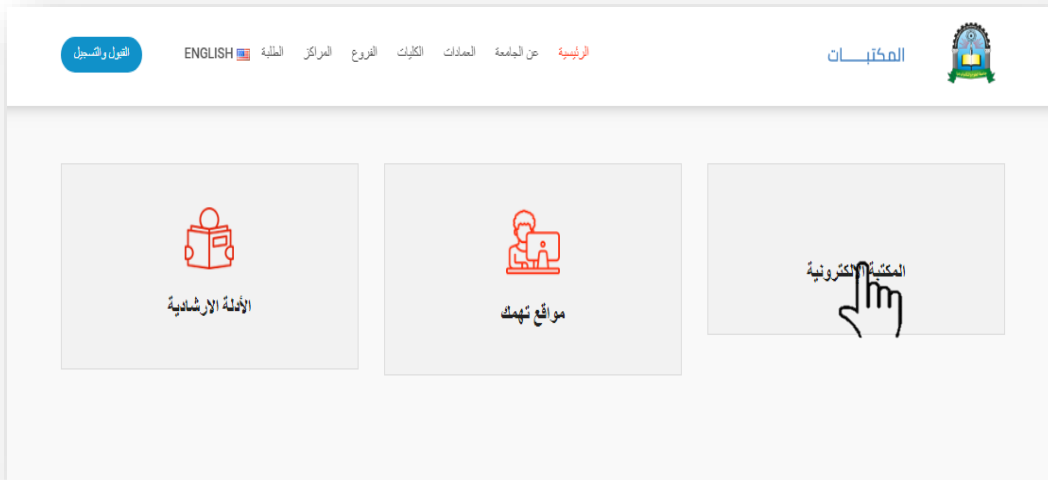 المكتبـــــات
الرئيسية عن الجامعة العمادات الكليات الفروع المراكز الطلبة ENGLISH
القبول والتسجيل
المكتبة الالكترونية
مواقع تهمك
الأدلة الارشادية